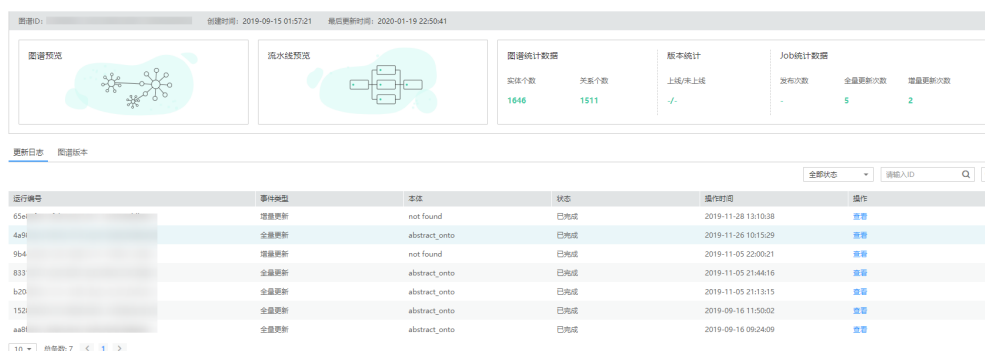 图谱ID： 创建时间：2019-09-15 01:57:21 最后更新时间：2020-01-19 22:50:41
图谱预览 流水线预览 图谱统计数据 版本统计 Job统计数据
实体个数 关系个数 上线/未上线 发布次数 全量更新次数 增量更新次数
1646 1511 -/- - 5 2
更新日志 图谱版本
全部状态 请输入ID
运行编号 事件类型 本体 状态 操作时间 操作
65e 增量更新 not found 已完成 2019-11-28 13:10:38 查看
4a9 全量更新 abstract_onto 已完成 2019-11-26 10:15:29 查看
9b4 增量更新 not found 已完成 2019-11-05 22:00:21 查看
833 全量更新 abstract_onto 已完成 2019-11-05 21:44:16 查看
b20 全量更新 abstract_onto 已完成 2019-11-05 21:13:15 查看
152 全量更新 abstract_onto 已完成 2019-09-16 11:50:02 查看
aa8 全量更新 abstract_onto 已完成 2019-09-16 09:24:09 查看
10 总条数: 7 < 1 >